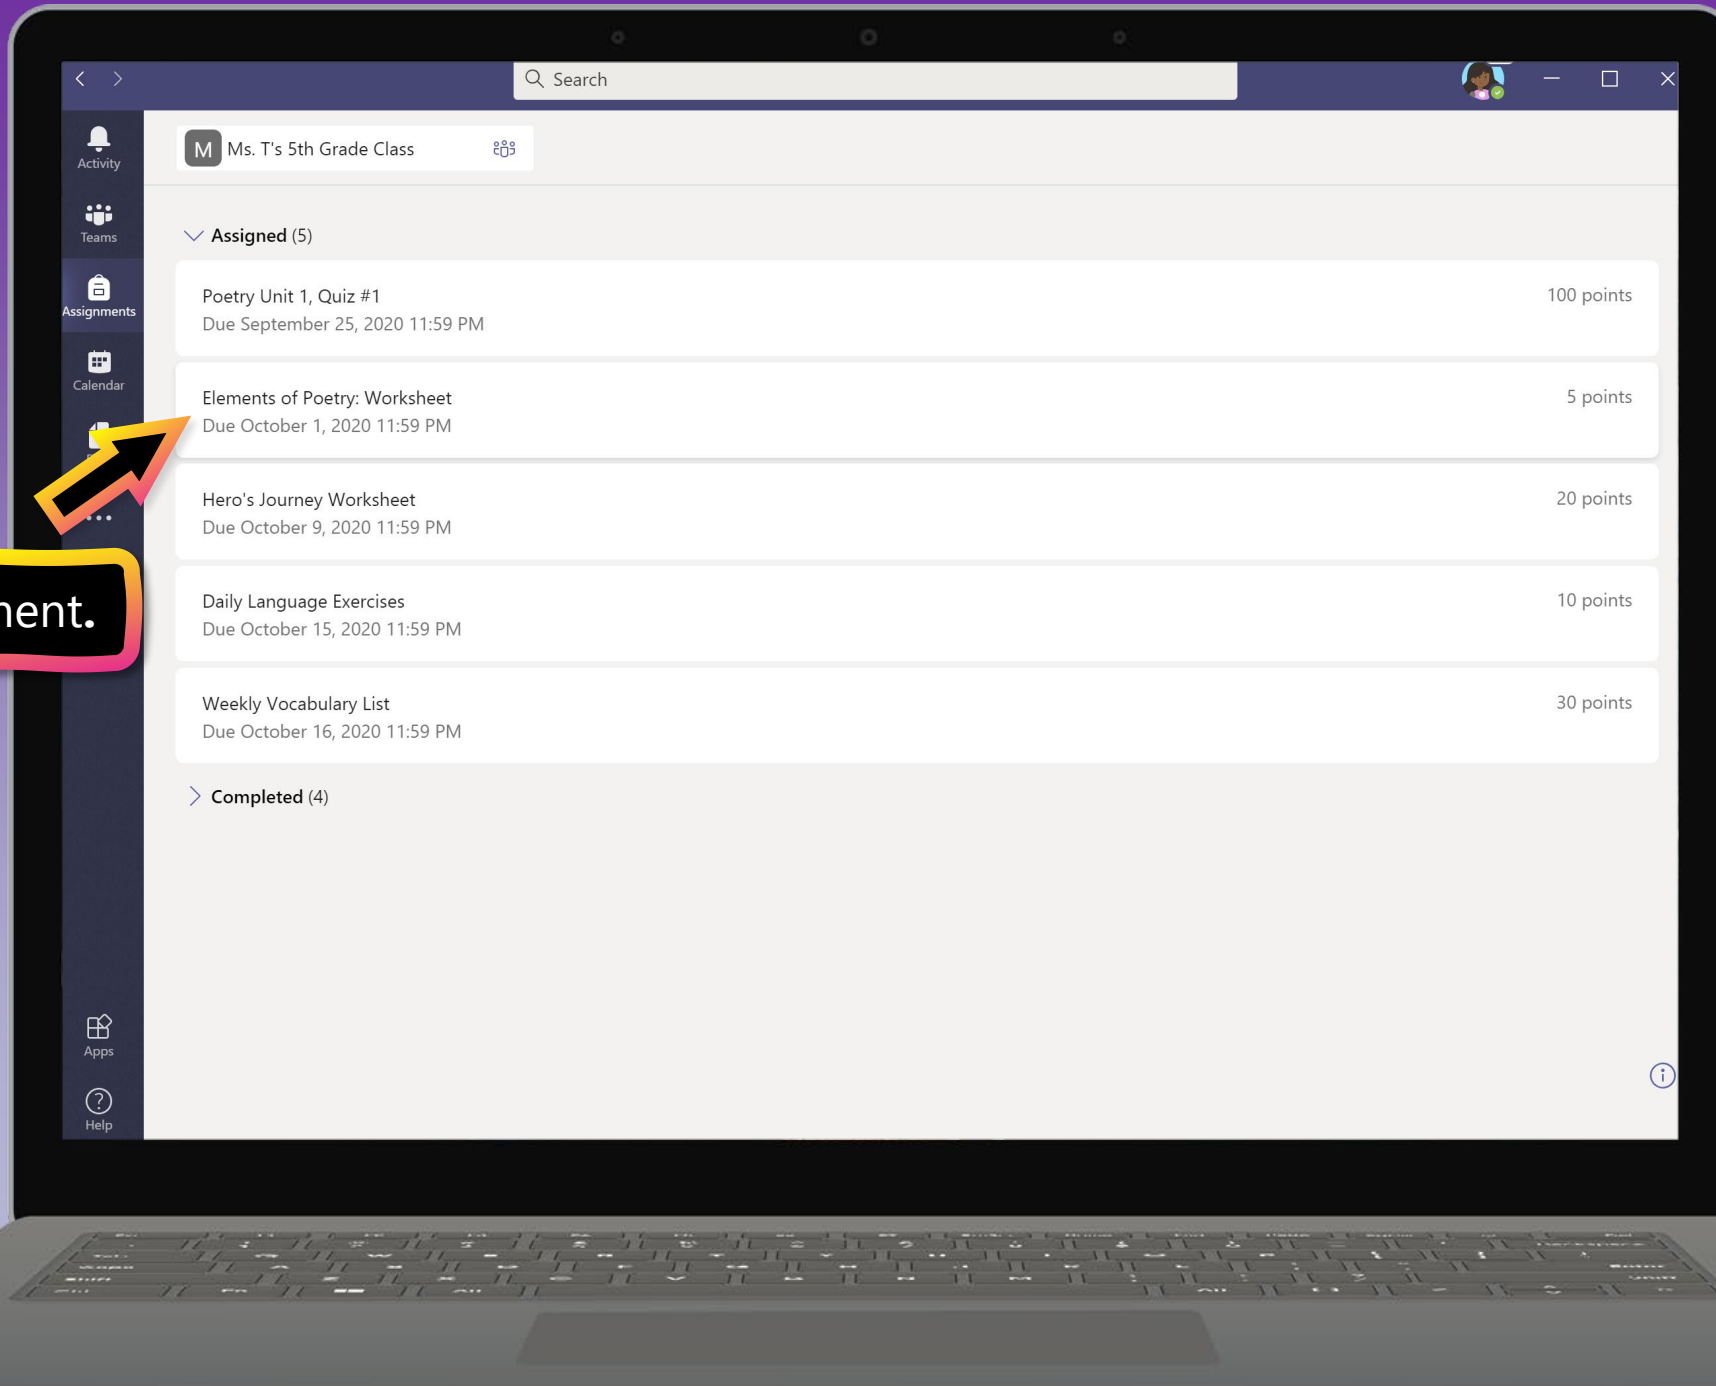 Search
Activity
M Ms. T's 5th Grade Class
Teams
Assigned (5)
Assignments
Poetry Unit 1, Quiz #1
100 points
Due September 25, 2020 11:59 PM
Calendar
Elements of Poetry: Worksheet
5 points
Due October 1, 2020 11:59 PM
Hero's Journey Worksheet
20 points
Due October 9, 2020 11:59 PM
Daily Language Exercises
10 points
Due October 15, 2020 11:59 PM
Weekly Vocabulary List
30 points
Due October 16, 2020 11:59 PM
Completed (4)
Apps
Help